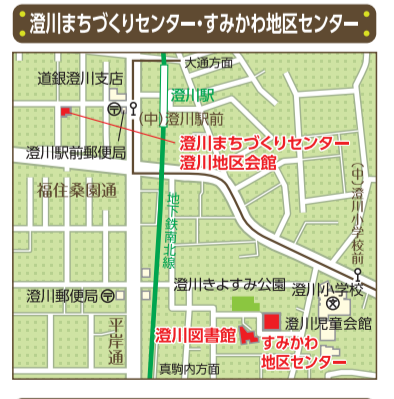 澄川まちづくりセンター・すみかわ地区センター
大通方面
道銀澄川支店
澄川駅
(中)澄川駅前
澄川まちづくりセンター
澄川地区会館
澄川駅前郵便局
(中)澄川小学校前
福住桑園通
地下鉄南北線
澄川きよすみ公園
澄川小学校
澄川郵便局
澄川児童会館
平岸通
澄川図書館
すみかわ
地区センター
真駒内方面